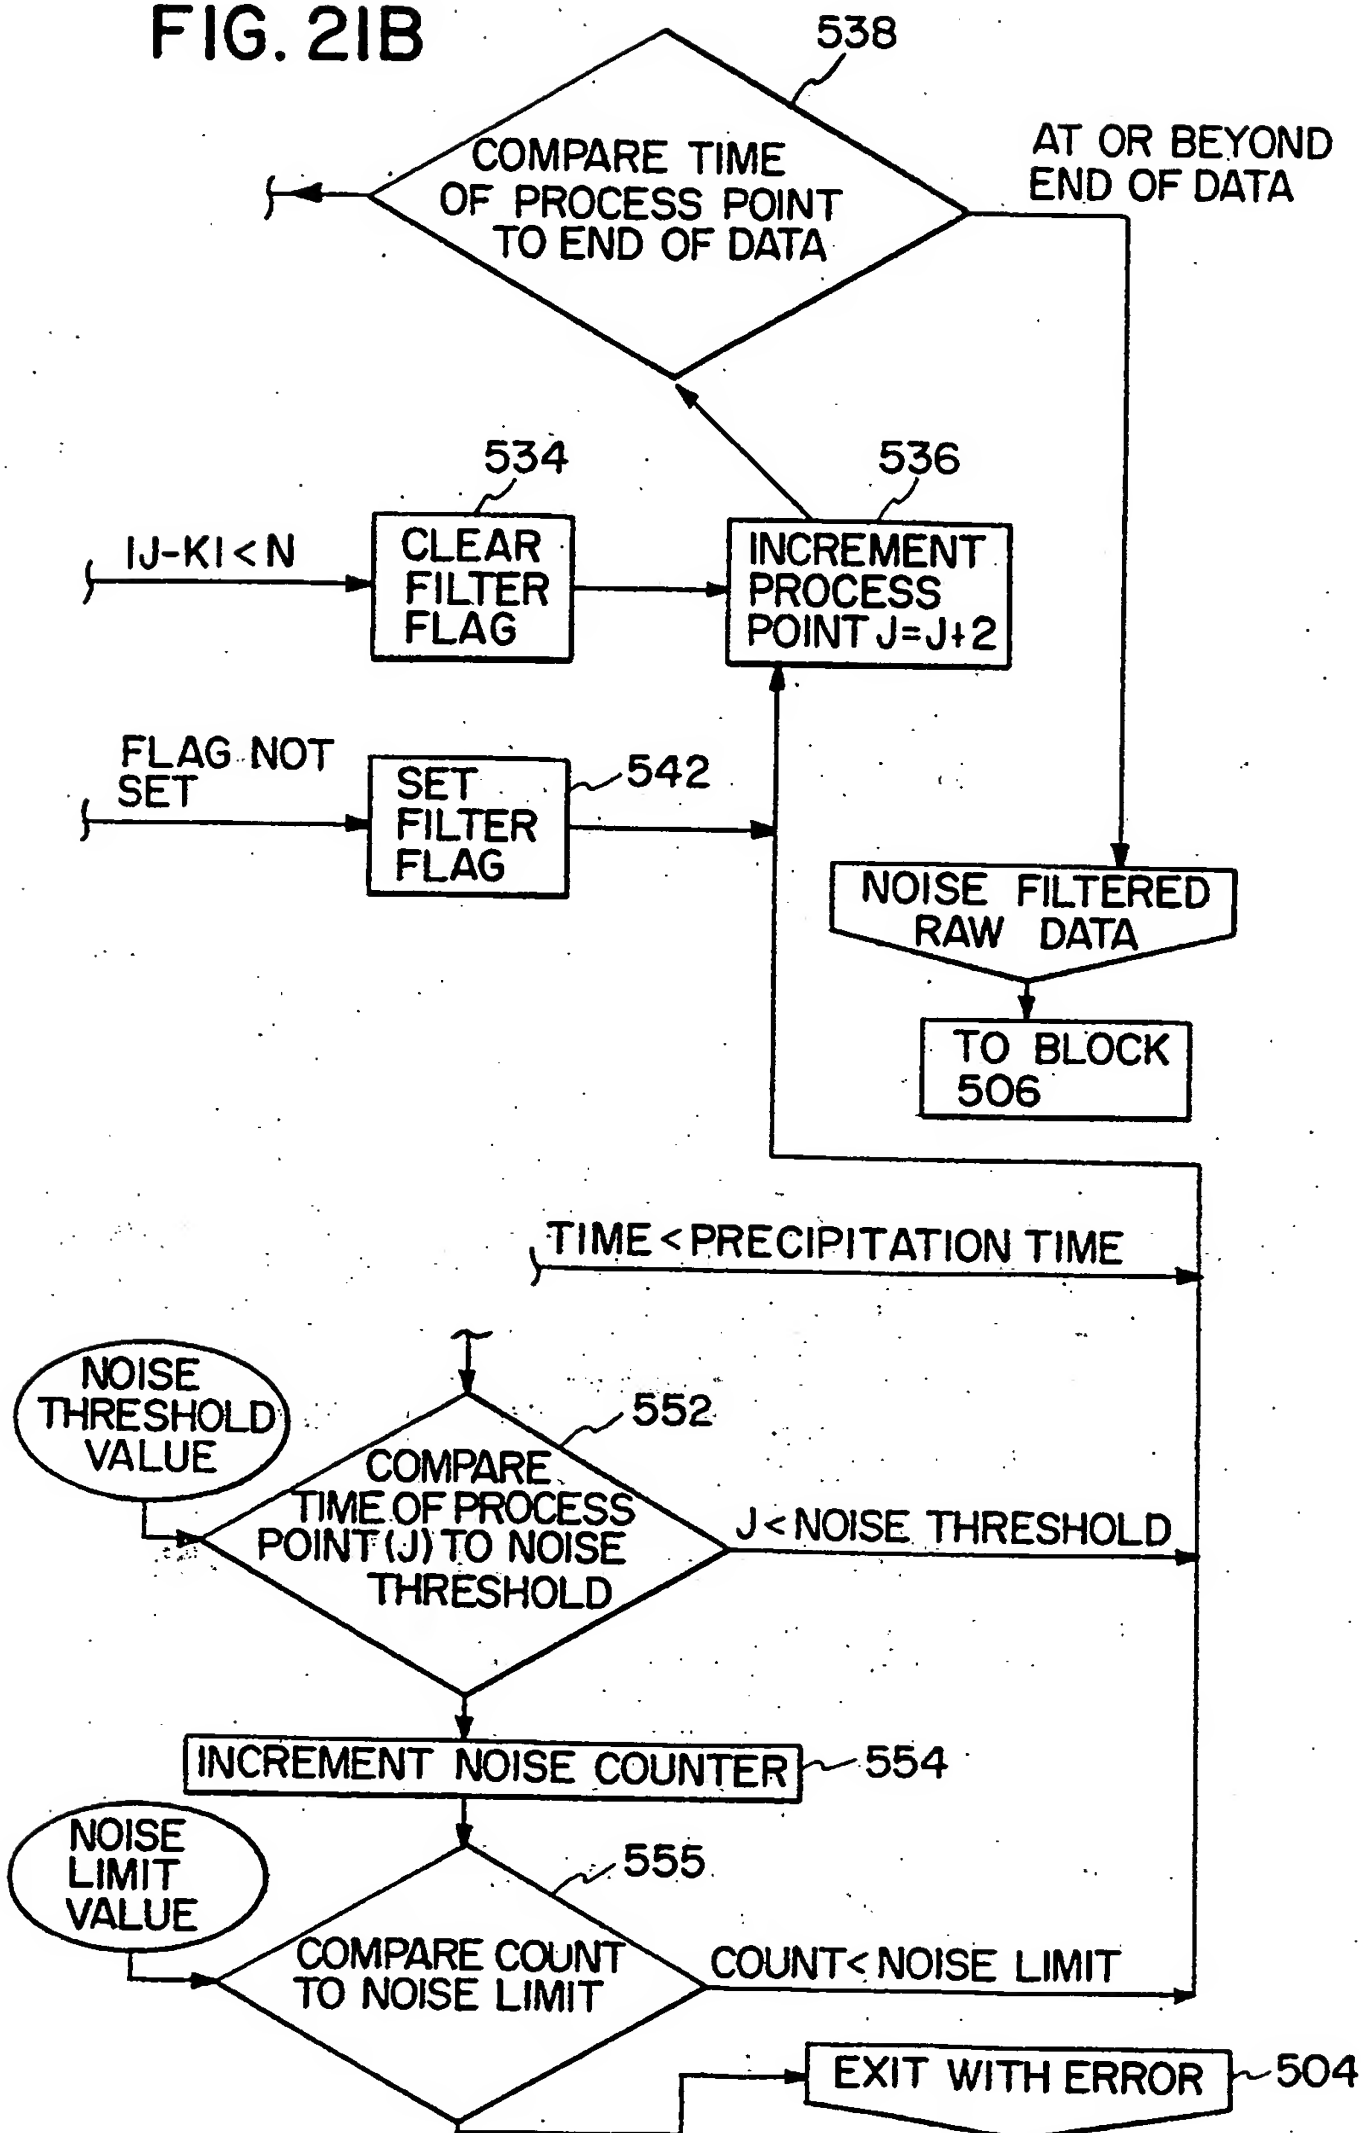 FIG. 21B
538
COMPARE TIME
OF PROCESS POINT
TO END OF DATA
AT OR BEYOND
END OF DATA
534
536
|J-K|<N
CLEAR
FILTER
FLAG
INCREMENT
PROCESS
POINT J=J+2
FLAG NOT
SET
SET
FILTER
FLAG
542
NOISE FILTERED
RAW DATA
TO BLOCK
506
TIME<PRECIPITATION TIME
NOISE
THRESHOLD
VALUE
552
COMPARE
TIME OF PROCESS
POINT (J) TO NOISE
THRESHOLD
J<NOISE THRESHOLD
INCREMENT NOISE COUNTER
554
NOISE
LIMIT
VALUE
555
COMPARE COUNT
TO NOISE LIMIT
COUNT<NOISE LIMIT
EXIT WITH ERROR
504